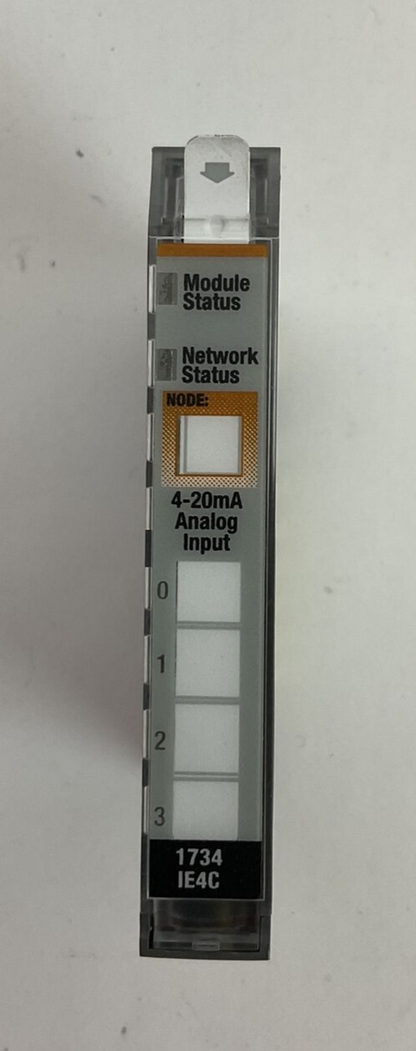 Module
Status
Network
Status
NODE:
4-20mA
Analog
Input
0
1
2
3
1734
IE4C